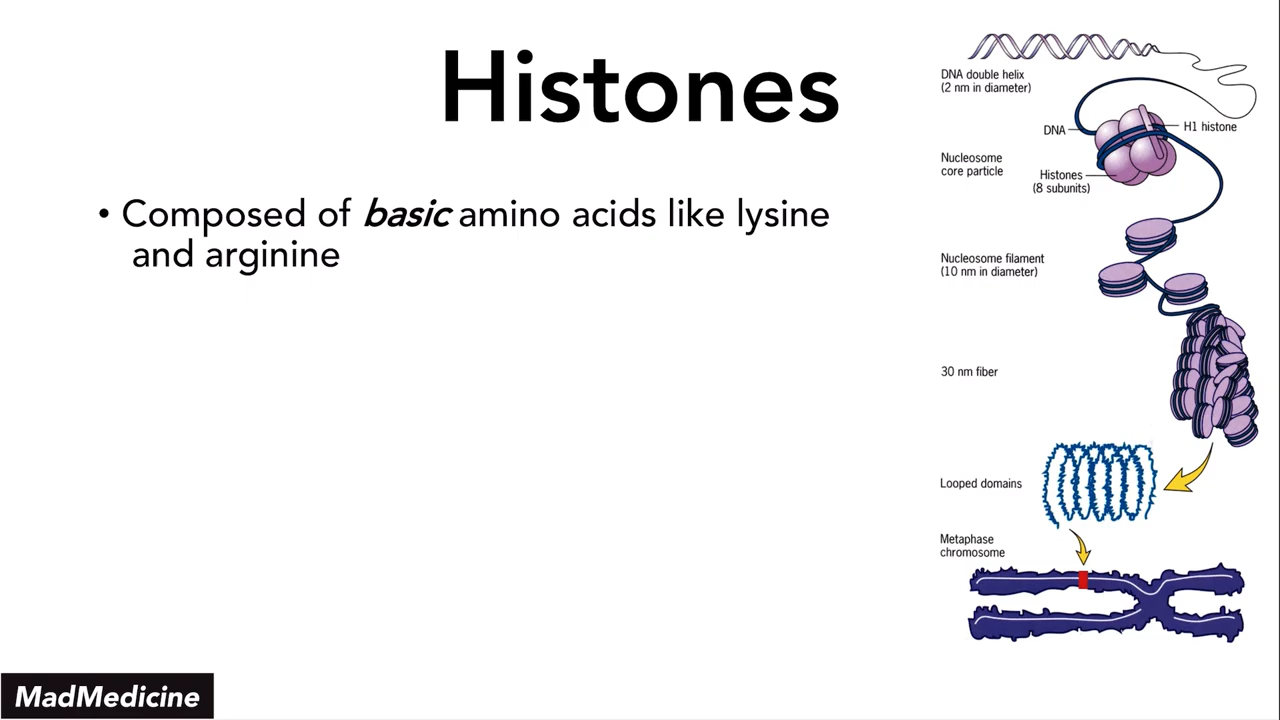 Histones
• Composed of basic amino acids like lysine
and arginine
DNA double helix
(2 nm in diameter)
DNA
H1 histone
Nucleosome
core particle
Histones
(8 subunits)
Nucleosome filament
(10 nm in diameter)
30 nm fiber
Looped domains
Metaphase
chromosome
MadMedicine